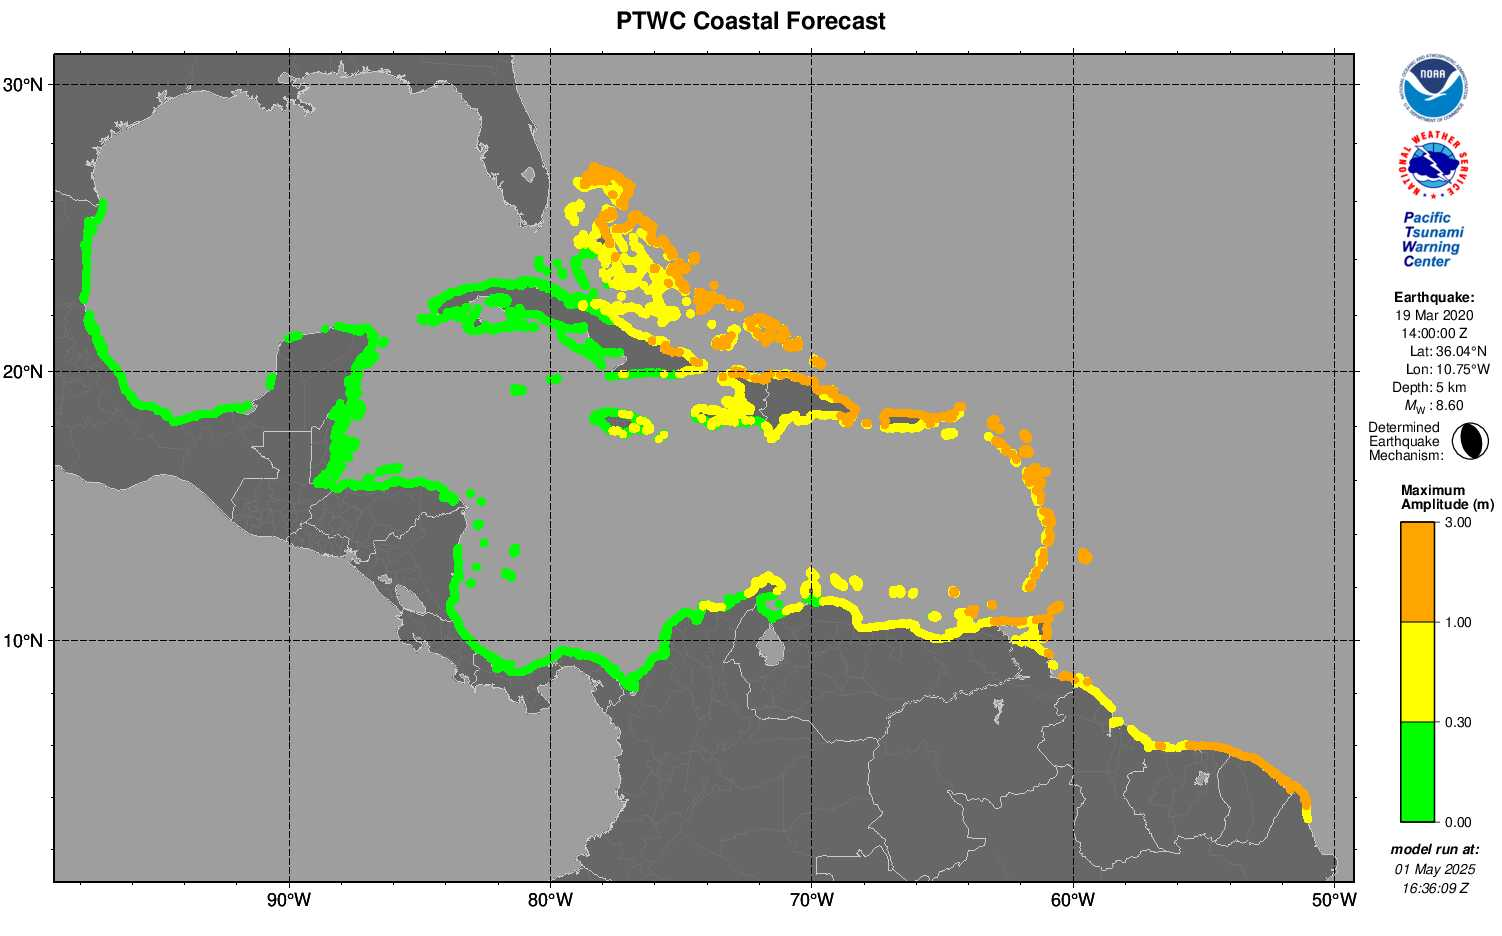 PTWC Coastal Forecast
30°N
20°N
10°N
90°W
80°W
70°W
60°W
50°W
NOAA
NATIONAL WEATHER SERVICE
Pacific
Tsunami
Warning
Center
Earthquake:
19 Mar 2020
14:00:00 Z
Lat: 36.04°N
Lon: 10.75°W
Depth: 5 km
MW : 8.60
Determined
Earthquake
Mechanism:
Maximum
Amplitude (m)
3.00
1.00
0.30
0.00
model run at:
01 May 2025
16:36:09 Z